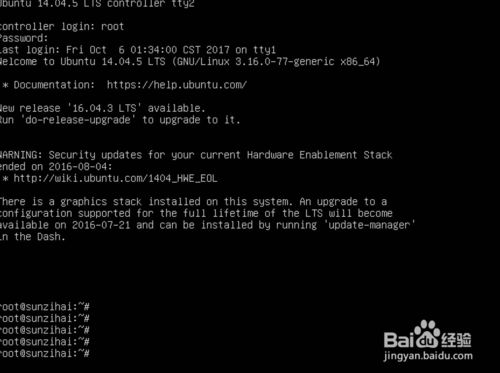 Ubuntu 14.04.5 LTS controller tty2
controller login: root
Password:
Last login: Fri Oct  6 01:34:00 CST 2017 on tty1
Welcome to Ubuntu 14.04.5 LTS (GNU/Linux 3.16.0-77-generic x86_64)
* Documentation:  https://help.ubuntu.com/
New release '16.04.3 LTS' available.
Run 'do-release-upgrade' to upgrade to it.
WARNING: Security updates for your current Hardware Enablement Stack
ended on 2016-08-04:
* http://wiki.ubuntu.com/1404_HWE_EOL
There is a graphics stack installed on this system. An upgrade to a
configuration supported for the full lifetime of the LTS will become
available on 2016-07-21 and can be installed by running 'update-manager'
in the Dash.
root@sunzihai:~#
root@sunzihai:~#
root@sunzihai:~#
root@sunzihai:~#
root@sunzihai:~#
Baidu 经验
jingyan.baidu.com